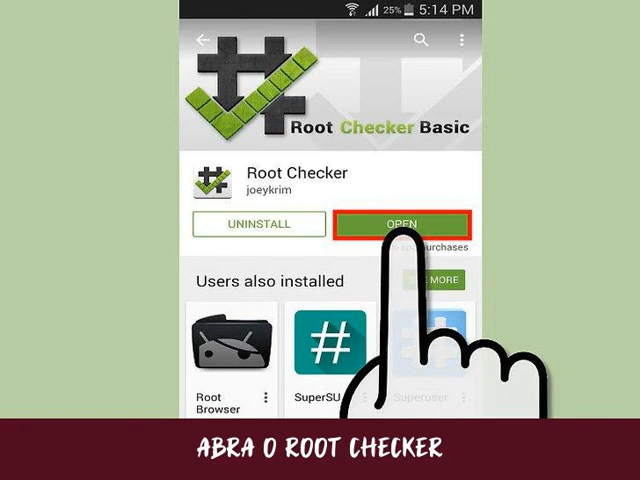 25% 5:14 PM
Root Checker Basic
Root Checker
joeykrim
UNINSTALL
OPEN
purchases
Users also installed
MORE
Root
Browser
SuperSU
Superuser
ABRA O ROOT CHECKER